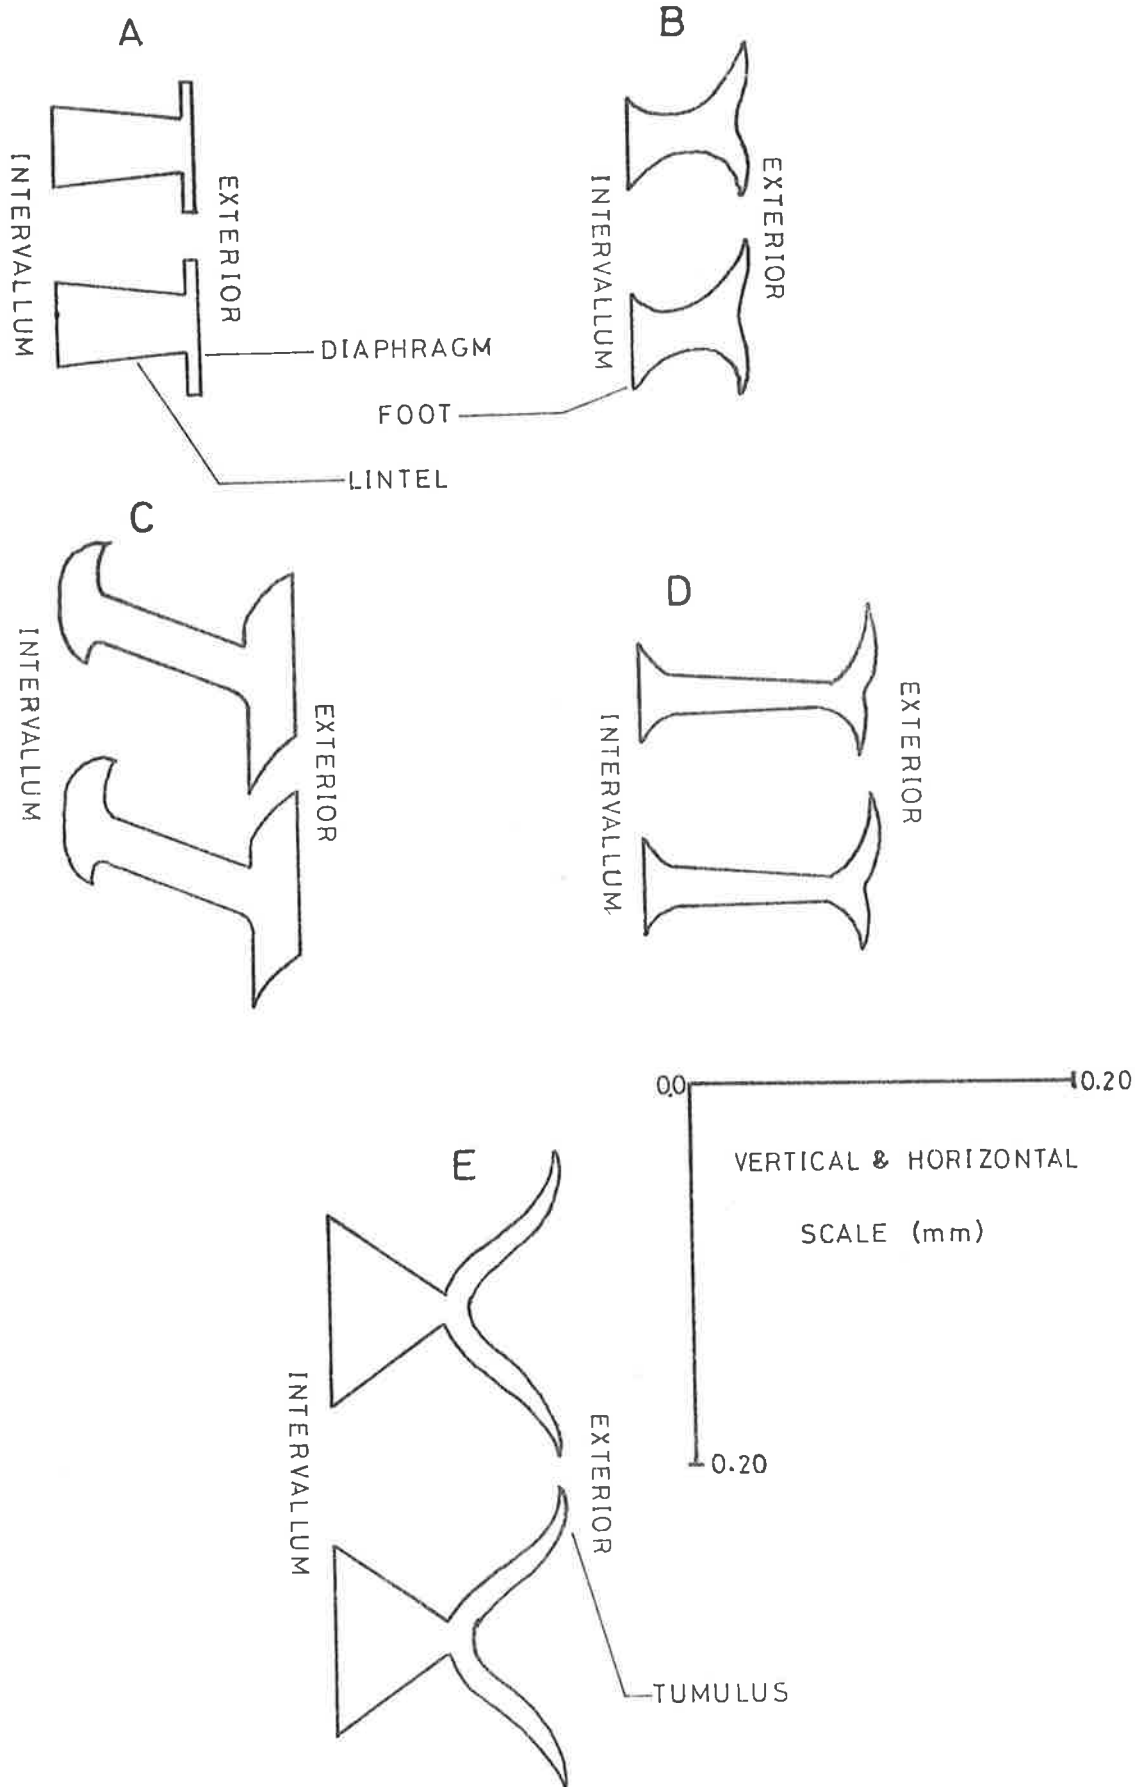 A
B
INTERVALLUM
EXTERIOR
INTERVALLUM
EXTERIOR
DIAPHRAGM
FOOT
LINTEL
C
D
INTERVALLUM
EXTERIOR
INTERVALLUM
EXTERIOR
0.0
0.20
E
VERTICAL & HORIZONTAL
SCALE (mm)
INTERVALLUM
EXTERIOR
0.20
TUMULUS